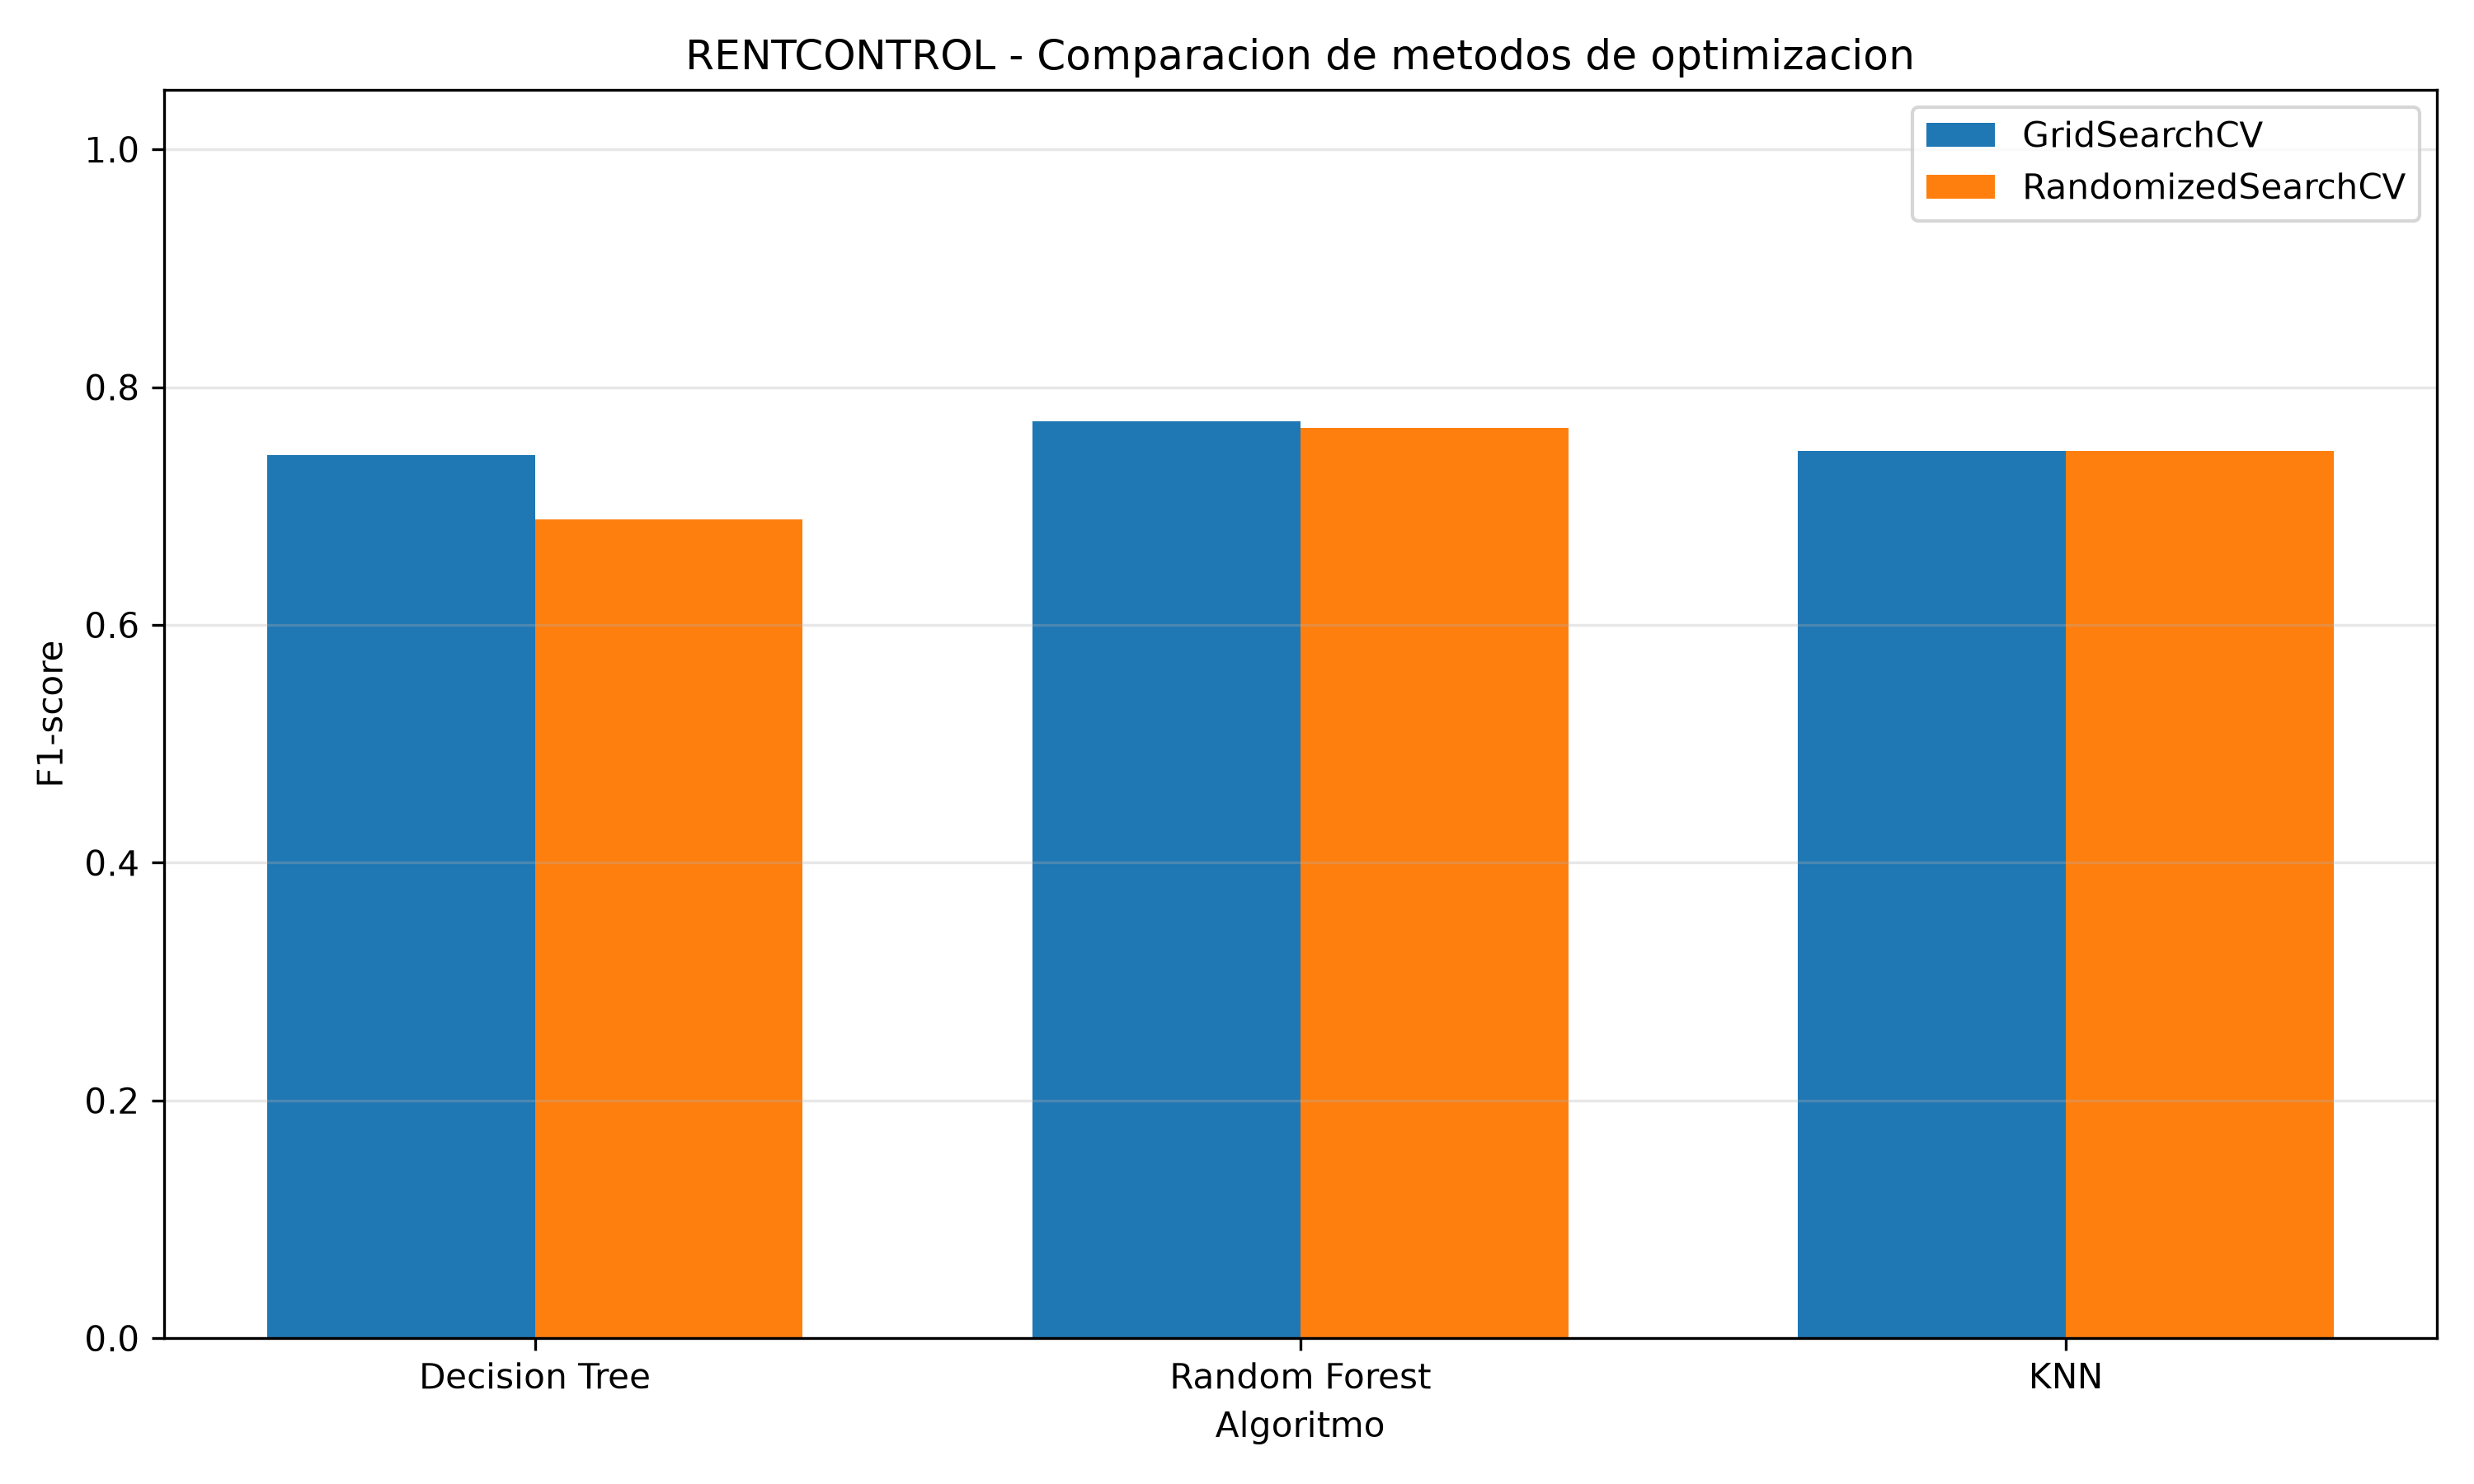 RENTCONTROL - Comparacion de metodos de optimizacion
GridSearchCV
RandomizedSearchCV
F1-score
1.0
0.8
0.6
0.4
0.2
0.0
Decision Tree
Random Forest
KNN
Algoritmo